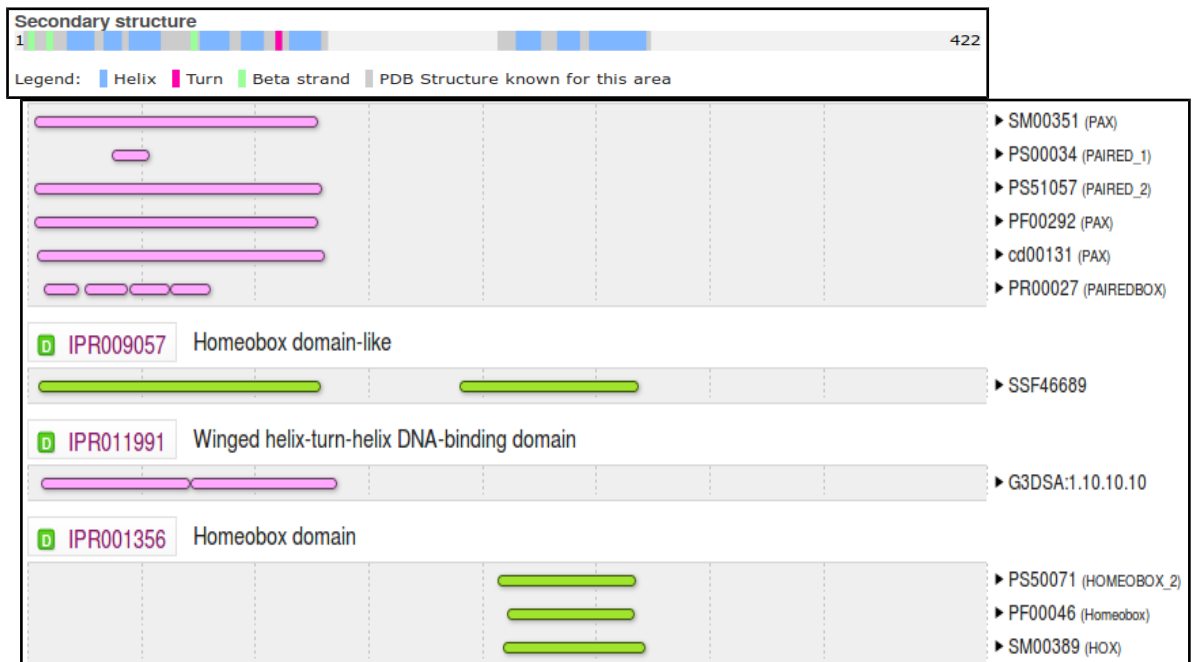 Secondary structure
1 422
Legend: Helix Turn Beta strand PDB Structure known for this area
SM00351 (PAX)
PS00034 (PAIRED_1)
PS51057 (PAIRED_2)
PF00292 (PAX)
cd00131 (PAX)
PR00027 (PAIREDBOX)
D IPR009057 Homeobox domain-like
SSF46689
D IPR011991 Winged helix-turn-helix DNA-binding domain
G3DSA:1.10.10.10
D IPR001356 Homeobox domain
PS50071 (HOMEOBOX_2)
PF00046 (Homeobox)
SM00389 (HOX)